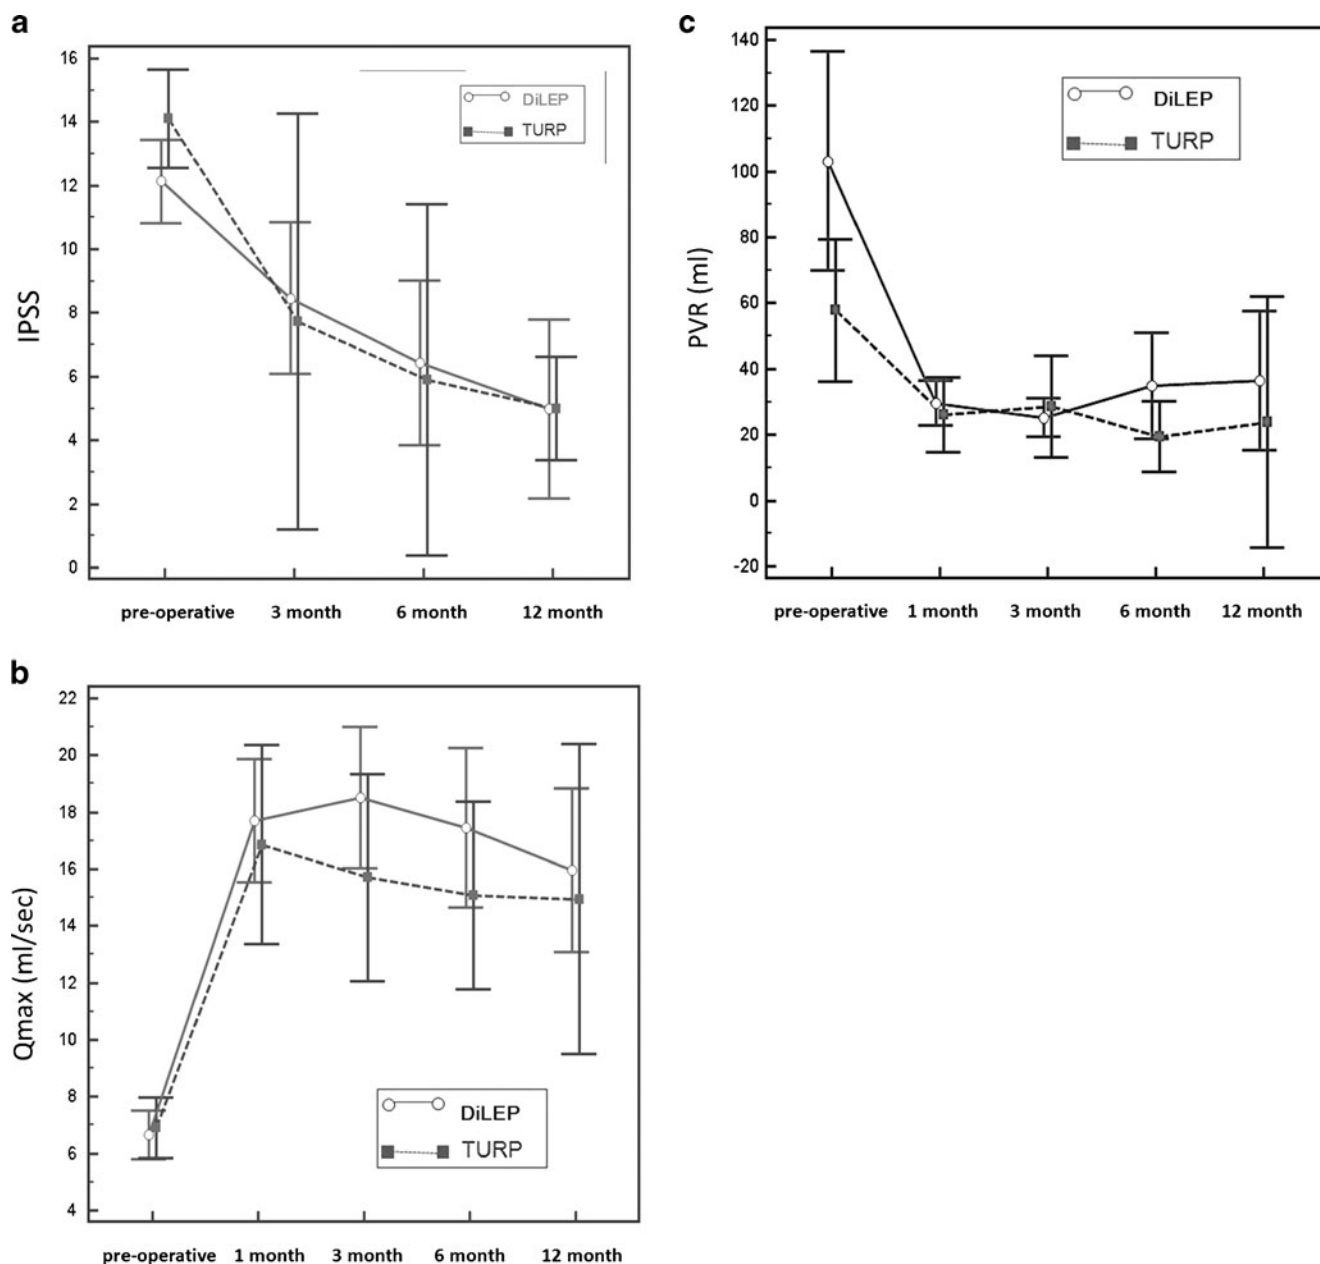 a
16
14
12
10
8
6
4
2
0
IPSS
DiLEP
TURP
pre-operative 3 month 6 month 12 month
c
140
120
100
80
60
40
20
0
-20
PVR (ml)
DiLEP
TURP
pre-operative 1 month 3 month 6 month 12 month
b
22
20
18
16
14
12
10
8
6
4
Qmax (ml/sec)
DiLEP
TURP
pre-operative 1 month 3 month 6 month 12 month